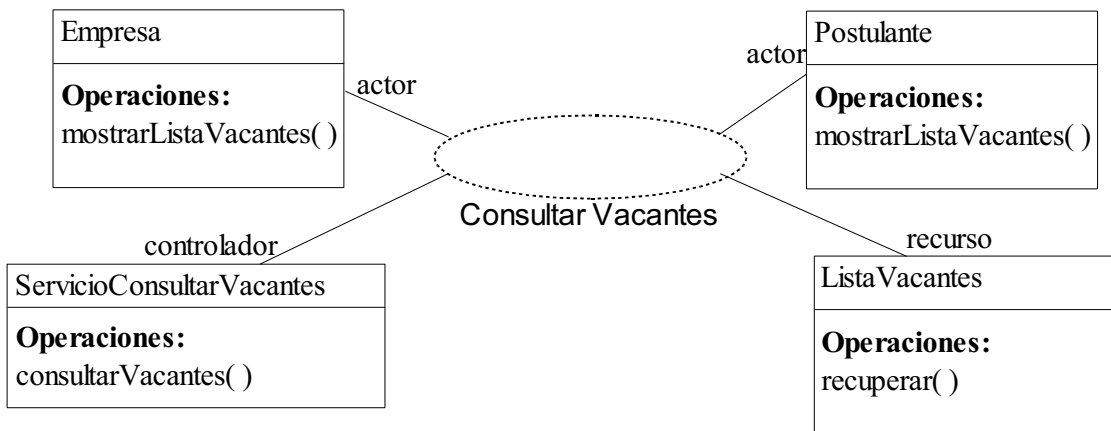 Empresa
Operaciones:
mostrarListaVacantes( )
actor
Postulante
actor
Operaciones:
mostrarListaVacantes( )
Consultar Vacantes
controlador
ServicioConsultarVacantes
Operaciones:
consultarVacantes( )
recurso
ListaVacantes
Operaciones:
recuperar( )